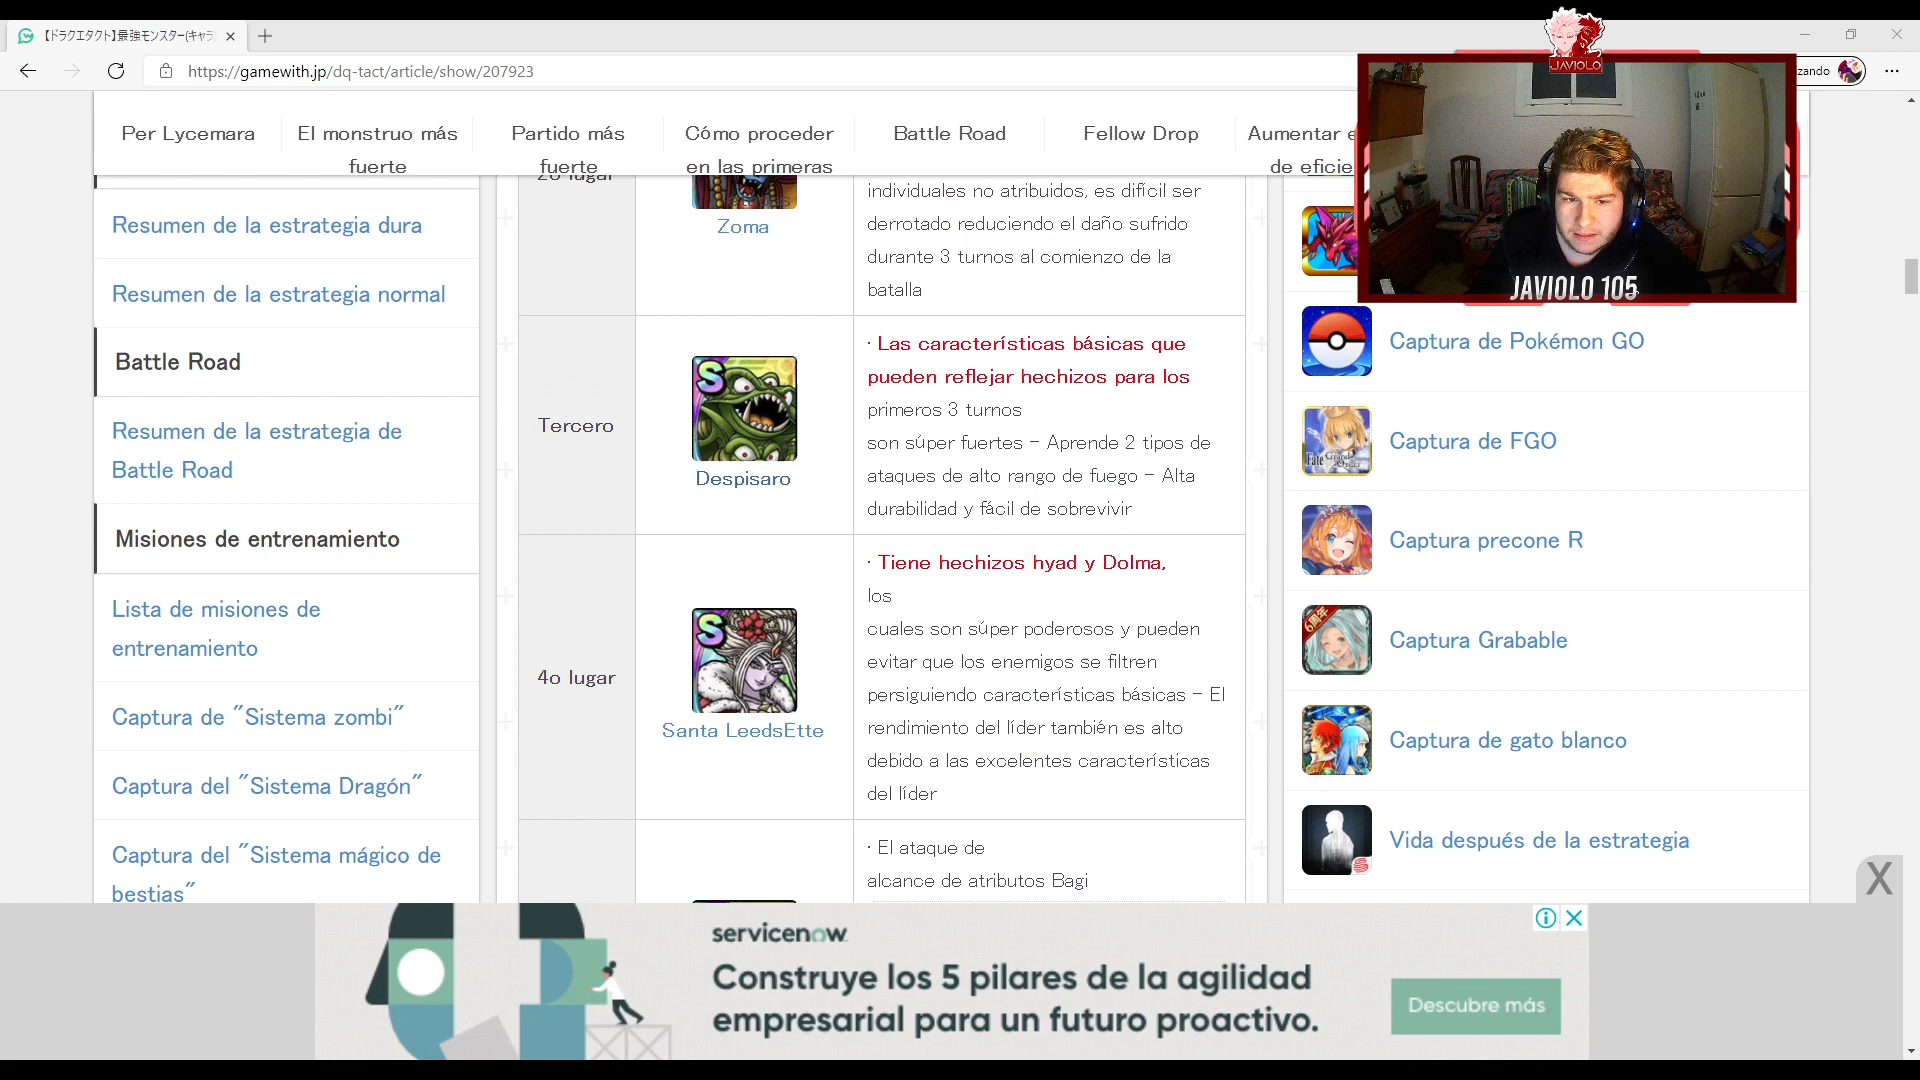 【ドラクエタクト】最強モンスター(キャラ
https://gamewith.jp/dq-tact/article/show/207923
zando
JAVIOLO
JAVIOLO 105
Per Lycemara
El monstruo más
fuerte
Partido más
fuerte
Cómo proceder
en las primeras
Battle Road
Fellow Drop
Aumentar
de eficie
Resumen de la estrategia dura
Resumen de la estrategia normal
Battle Road
Resumen de la estrategia de
Battle Road
Misiones de entrenamiento
Lista de misiones de
entrenamiento
Captura de "Sistema zombi"
Captura del "Sistema Dragón"
Captura del "Sistema mágico de
bestias"
2o lugar
Zoma
individuales no atribuidos, es difícil ser
derrotado reduciendo el daño sufrido
durante 3 turnos al comienzo de la
batalla
Tercero
S
Despisaro
· Las características básicas que
pueden reflejar hechizos para los
primeros 3 turnos
son súper fuertes - Aprende 2 tipos de
ataques de alto rango de fuego - Alta
durabilidad y fácil de sobrevivir
4o lugar
S
Santa LeedsEtte
· Tiene hechizos hyad y Dolma,
los
cuales son súper poderosos y pueden
evitar que los enemigos se filtren
persiguiendo características básicas - El
rendimiento del líder también es alto
debido a las excelentes características
del líder
· El ataque de
alcance de atributos Bagi
Captura de Pokémon GO
Captura de FGO
Captura precone R
6周年
Captura Grabable
Captura de gato blanco
Vida después de la estrategia
X
servicenow
Construye los 5 pilares de la agilidad
empresarial para un futuro proactivo.
Descubre más